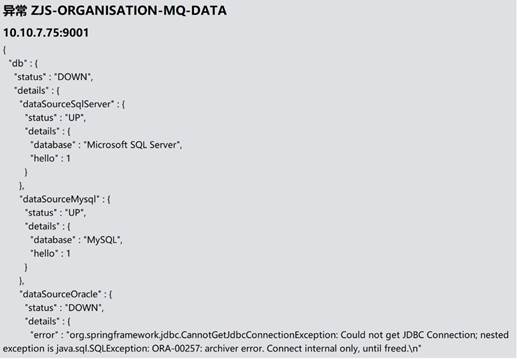 异常 ZJS-ORGANISATION-MQ-DATA
10.10.7.75:9001
{
"db" : {
"status" : "DOWN",
"details" : {
"dataSourceSqlServer" : {
"status" : "UP",
"details" : {
"database" : "Microsoft SQL Server",
"hello" : 1
}
},
"dataSourceMysql" : {
"status" : "UP",
"details" : {
"database" : "MySQL",
"hello" : 1
}
},
"dataSourceOracle" : {
"status" : "DOWN",
"details" : {
"error" : "org.springframework.jdbc.CannotGetJdbcConnectionException: Could not get JDBC Connection; nested
exception is java.sql.SQLException: ORA-00257: archiver error. Connect internal only, until freed.\n"